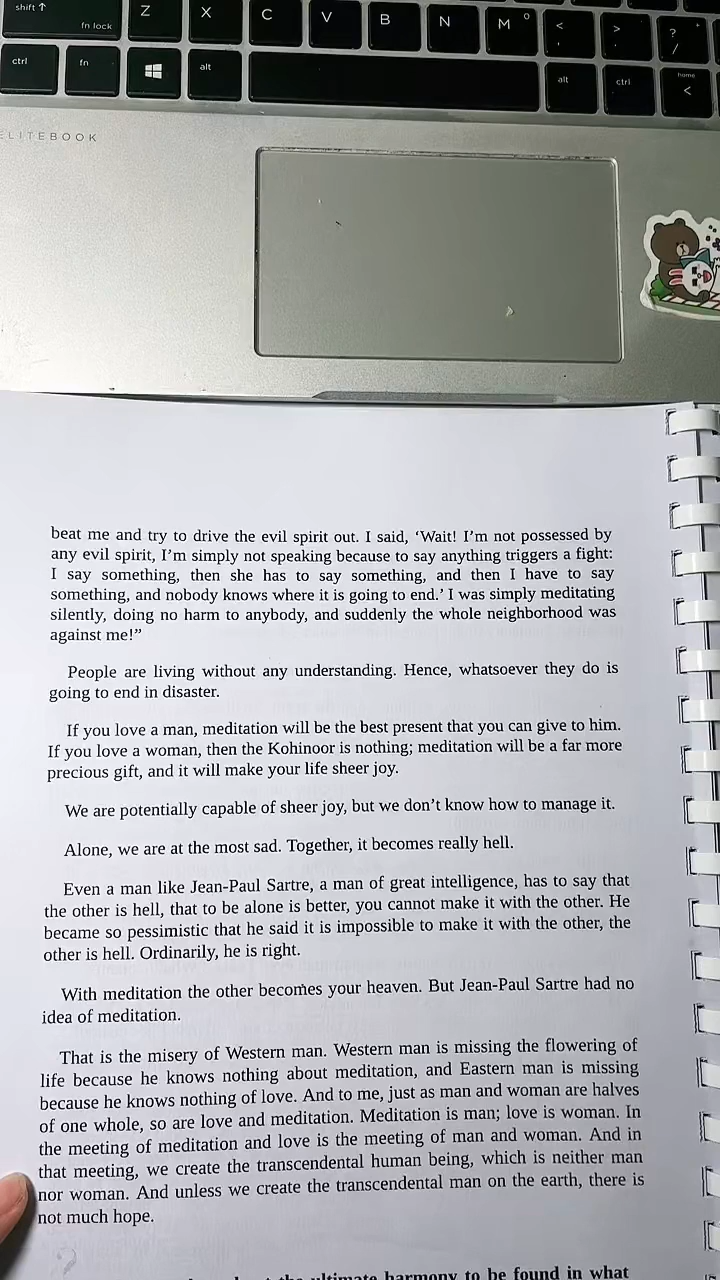 shift ↑
fn lock
Z X C V B N M < , > . ? /
ctrl fn alt alt ctrl home <
ELITEBOOK
beat me and try to drive the evil spirit out. I said, ‘Wait! I’m not possessed by
any evil spirit, I’m simply not speaking because to say anything triggers a fight:
I say something, then she has to say something, and then I have to say
something, and nobody knows where it is going to end.’ I was simply meditating
silently, doing no harm to anybody, and suddenly the whole neighborhood was
against me!”
People are living without any understanding. Hence, whatsoever they do is
going to end in disaster.
If you love a man, meditation will be the best present that you can give to him.
If you love a woman, then the Kohinoor is nothing; meditation will be a far more
precious gift, and it will make your life sheer joy.
We are potentially capable of sheer joy, but we don’t know how to manage it.
Alone, we are at the most sad. Together, it becomes really hell.
Even a man like Jean-Paul Sartre, a man of great intelligence, has to say that
the other is hell, that to be alone is better, you cannot make it with the other. He
became so pessimistic that he said it is impossible to make it with the other, the
other is hell. Ordinarily, he is right.
With meditation the other becomes your heaven. But Jean-Paul Sartre had no
idea of meditation.
That is the misery of Western man. Western man is missing the flowering of
life because he knows nothing about meditation, and Eastern man is missing
because he knows nothing of love. And to me, just as man and woman are halves
of one whole, so are love and meditation. Meditation is man; love is woman. In
the meeting of meditation and love is the meeting of man and woman. And in
that meeting, we create the transcendental human being, which is neither man
nor woman. And unless we create the transcendental man on the earth, there is
not much hope.
the ultimate harmony to be found in what